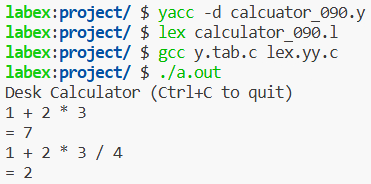 labex:project/ $ yacc -d calcuator_090.y
labex:project/ $ lex calculator_090.l
labex:project/ $ gcc y.tab.c lex.yy.c
labex:project/ $ ./a.out
Desk Calculator (Ctrl+C to quit)
1 + 2 * 3
= 7
1 + 2 * 3 / 4
= 2